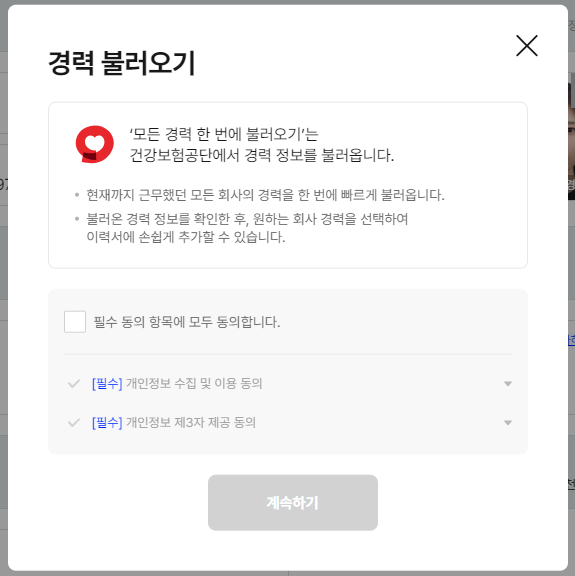 경력 불러오기
‘모든 경력 한 번에 불러오기’는
건강보험공단에서 경력 정보를 불러옵니다.
• 현재까지 근무했던 모든 회사의 경력을 한 번에 빠르게 불러옵니다.
• 불러온 경력 정보를 확인한 후, 원하는 회사 경력을 선택하여
이력서에 손쉽게 추가할 수 있습니다.
필수 동의 항목에 모두 동의합니다.
[필수] 개인정보 수집 및 이용 동의
[필수] 개인정보 제3자 제공 동의
계속하기